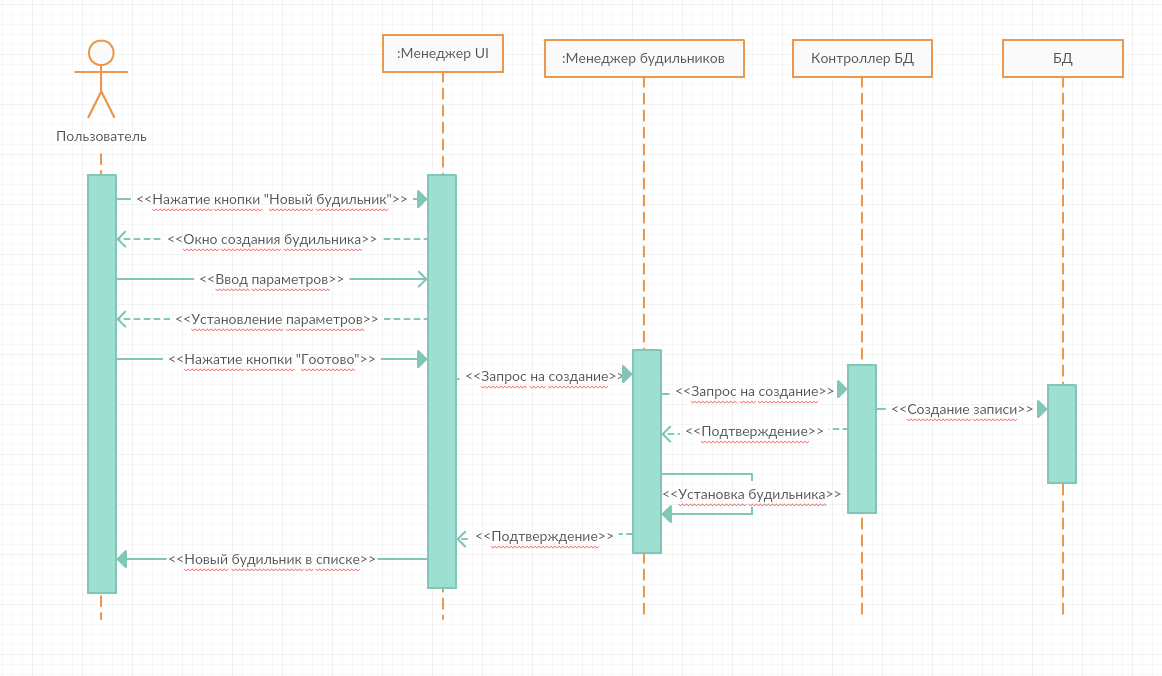 :Менеджер UI
:Менеджер будильников
Контроллер БД
БД
Пользователь
<<Нажатие кнопки "Новый будильник">>
<<Окно создания будильника>>
<<Ввод параметров>>
<<Установление параметров>>
<<Нажатие кнопки "Гоотово">>
<<Запрос на создание>>
<<Запрос на создание>>
<<Создание записи>>
<<Подтверждение>>
<<Установка будильника>>
<<Подтверждение>>
<<Новый будильник в списке>>